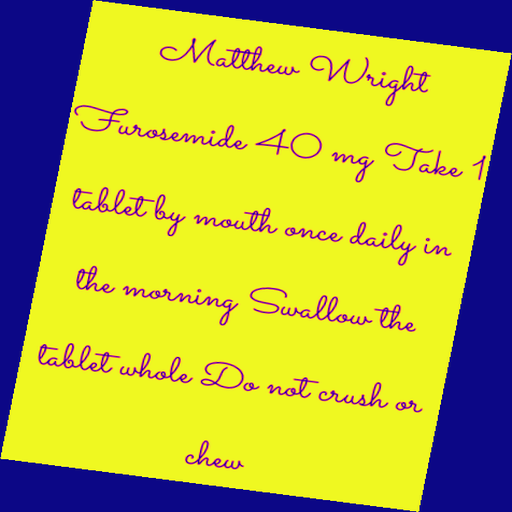 Matthew Wright
Furosemide 40 mg Take 1
tablet by mouth once daily in
the morning Swallow the
tablet whole Do not crush or
chew